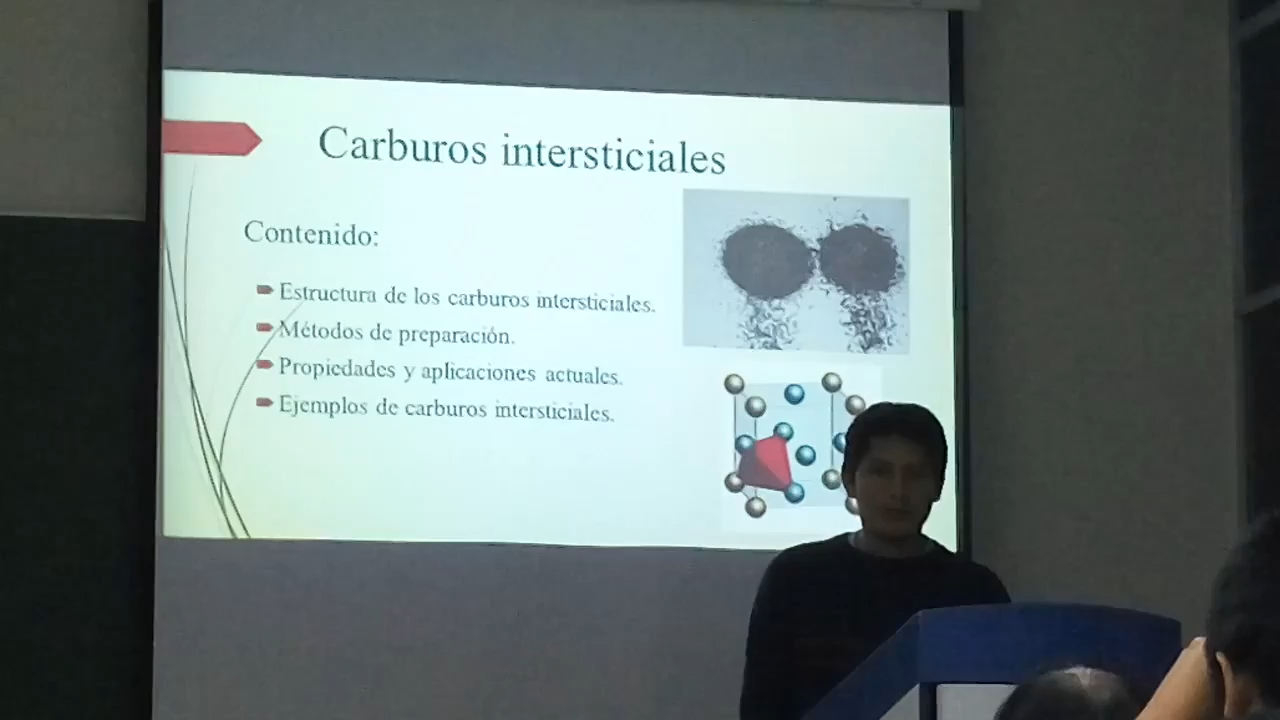 Carburos intersticiales
Contenido:
Estructura de los carburos intersticiales.
Métodos de preparación.
Propiedades y aplicaciones actuales.
Ejemplos de carburos intersticiales.